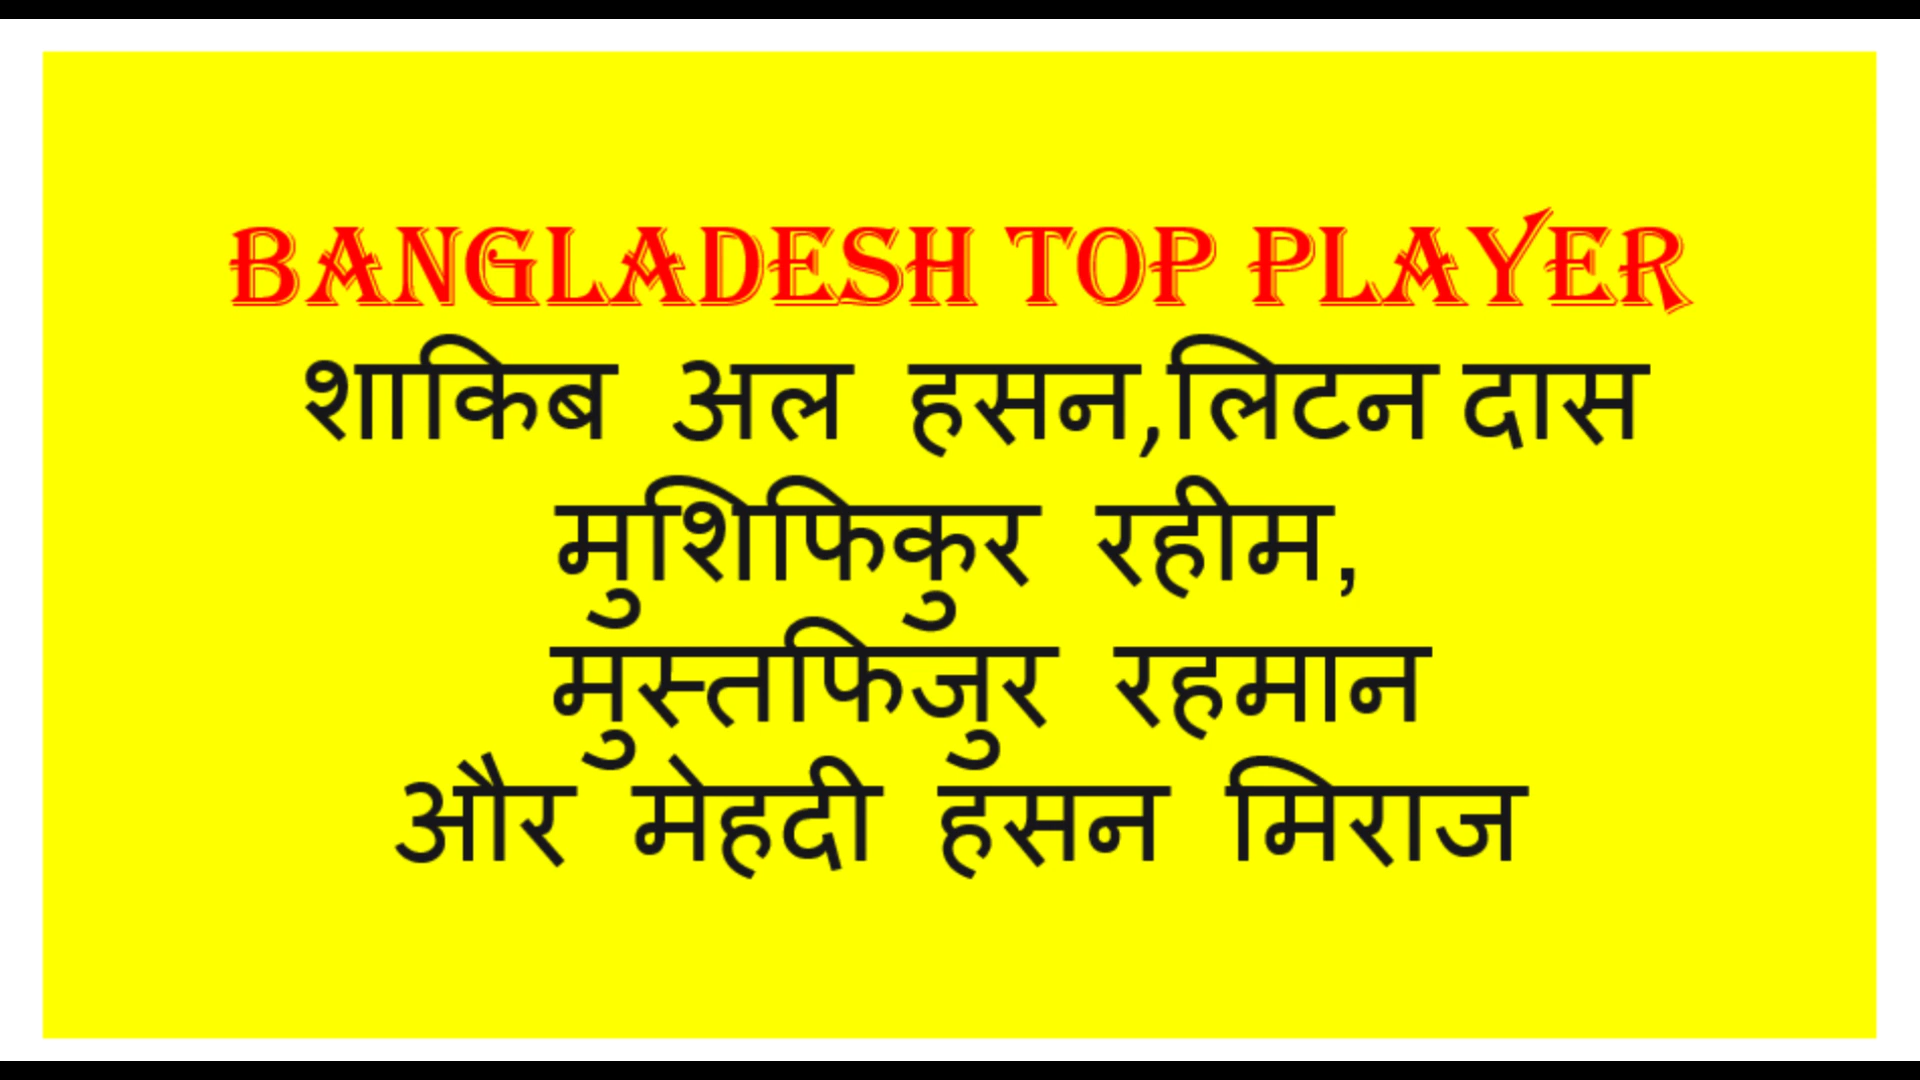 BANGLADESH TOP PLAYER
शाकिब अल हसन,लिटन दास
मुशिफिकुर रहीम,
मुस्तफिजुर रहमान
और मेहदी हसन मिराज